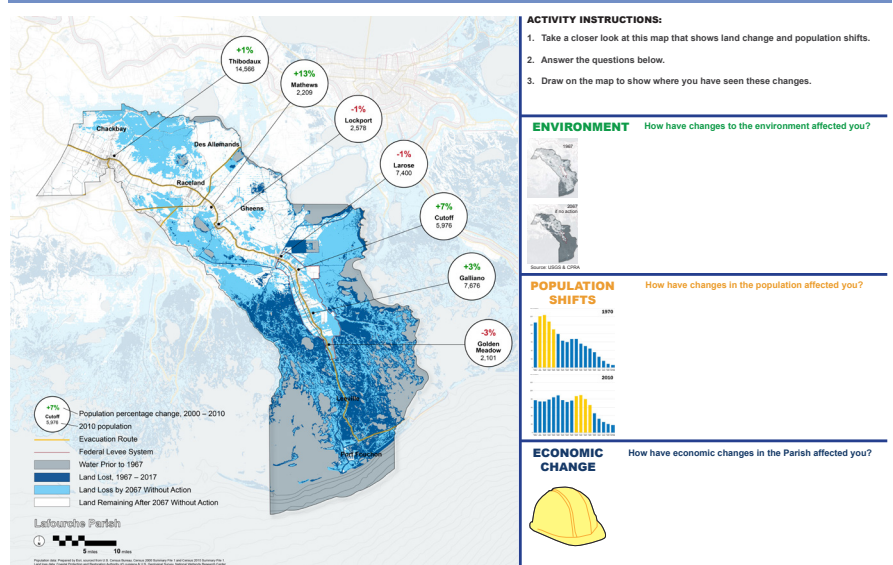 +1%
Thibodaux
14,566
+13%
Mathews
2,209
-1%
Lockport
2,578
-1%
Larose
7,400
+7%
Cutoff
5,976
+3%
Galliano
7,676
-3%
Golden
Meadow
2,101
Chackbay
Des Allemands
Raceland
Gheens
Leeville
Port Fourchon
+7%
Cutoff
5,976
Population percentage change, 2000 – 2010
2010 population
Evacuation Route
Federal Levee System
Water Prior to 1967
Land Lost, 1967 – 2017
Land Loss by 2067 Without Action
Land Remaining After 2067 Without Action
Lafourche Parish
5 miles 10 miles
ACTIVITY INSTRUCTIONS:
1. Take a closer look at this map that shows land change and population shifts.
2. Answer the questions below.
3. Draw on the map to show where you have seen these changes.
ENVIRONMENT
How have changes to the environment affected you?
1967
2067
if no action
Source: USGS & CPRA
POPULATION
SHIFTS
How have changes in the population affected you?
1970
2010
ECONOMIC
CHANGE
How have economic changes in the Parish affected you?